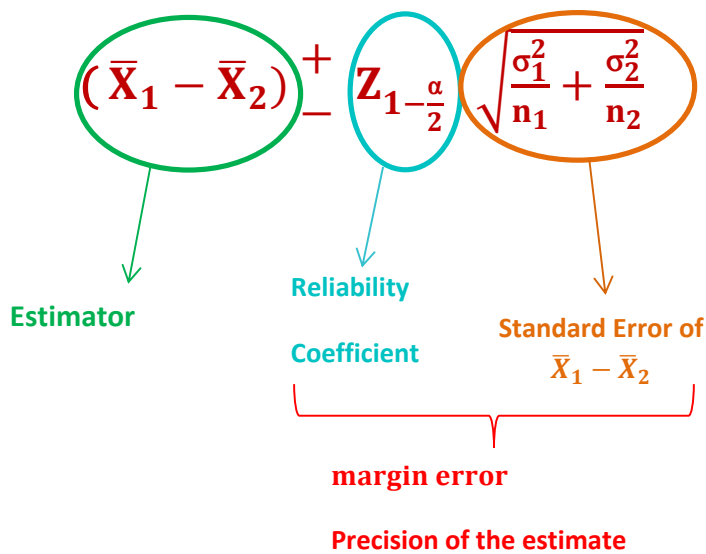 (X̄₁ − X̄₂) ± Z₁₋α/₂ √(σ₁²/n₁ + σ₂²/n₂)
Estimator
Reliability
Coefficient
Standard Error of
X̄₁ − X̄₂
margin error
Precision of the estimate